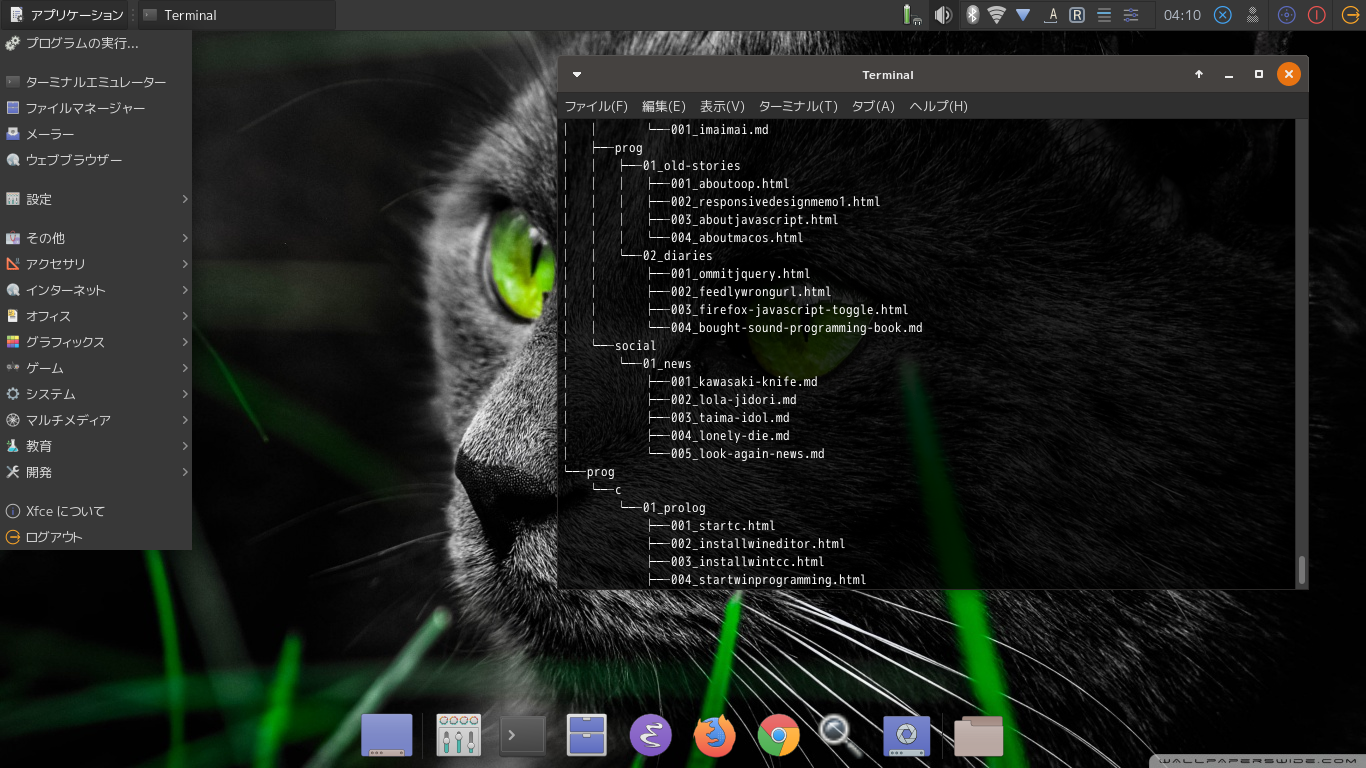 アプリケーション
Terminal
A
R
04:10
プログラムの実行...
ターミナルエミュレーター
ファイルマネージャー
メーラー
ウェブブラウザー
設定
その他
アクセサリ
インターネット
オフィス
グラフィックス
ゲーム
システム
マルチメディア
教育
開発
Xfce について
ログアウト
Terminal
ファイル(F) 編集(E) 表示(V) ターミナル(T) タブ(A) ヘルプ(H)
│   │       └──001_imaimai.md
│   ├──prog
│   │   ├──01_old-stories
│   │   │   ├──001_aboutoop.html
│   │   │   ├──002_responsivedesignmemo1.html
│   │   │   ├──003_aboutjavascript.html
│   │   │   └──004_aboutmacos.html
│   │   └──02_diaries
│   │       ├──001_ommitjquery.html
│   │       ├──002_feedlywrongurl.html
│   │       ├──003_firefox-javascript-toggle.html
│   │       └──004_bought-sound-programming-book.md
│   └──social
│       └──01_news
│           ├──001_kawasaki-knife.md
│           ├──002_lola-jidori.md
│           ├──003_taima-idol.md
│           ├──004_lonely-die.md
│           └──005_look-again-news.md
└──prog
    └──c
        └──01_prolog
            ├──001_startc.html
            ├──002_installwineditor.html
            ├──003_installwintcc.html
            ├──004_startwinprogramming.html
WALLPAPERSWIDE.COM